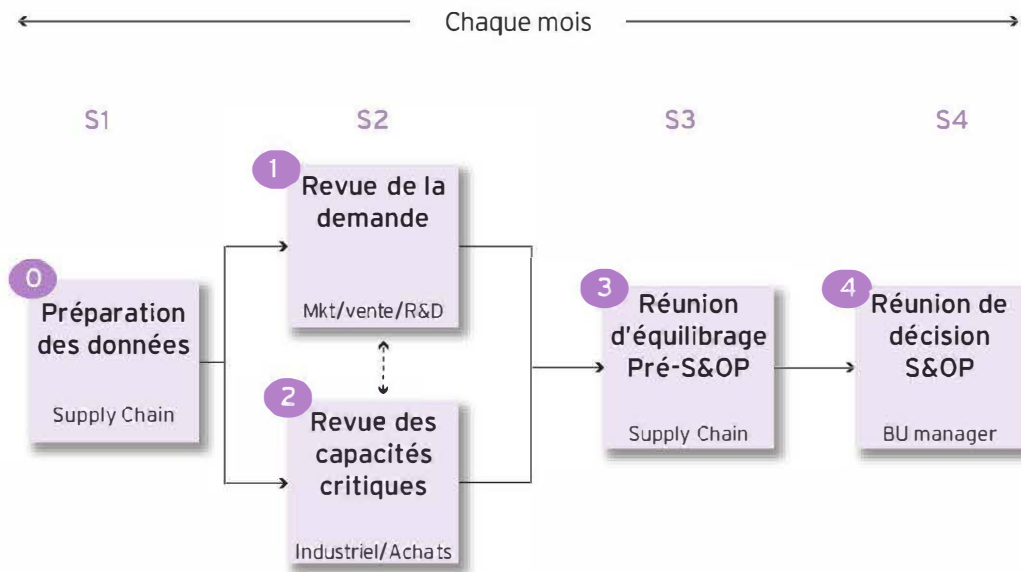 Chaque mois
S1
S2
S3
S4
0
Préparation
des données
Supply Chain
1
Revue de la
demande
Mkt/vente/R&D
2
Revue des
capacités
critiques
Industriel/Achats
3
Réunion
d'équilibrage
Pré-S&OP
Supply Chain
4
Réunion de
décision
S&OP
BU manager